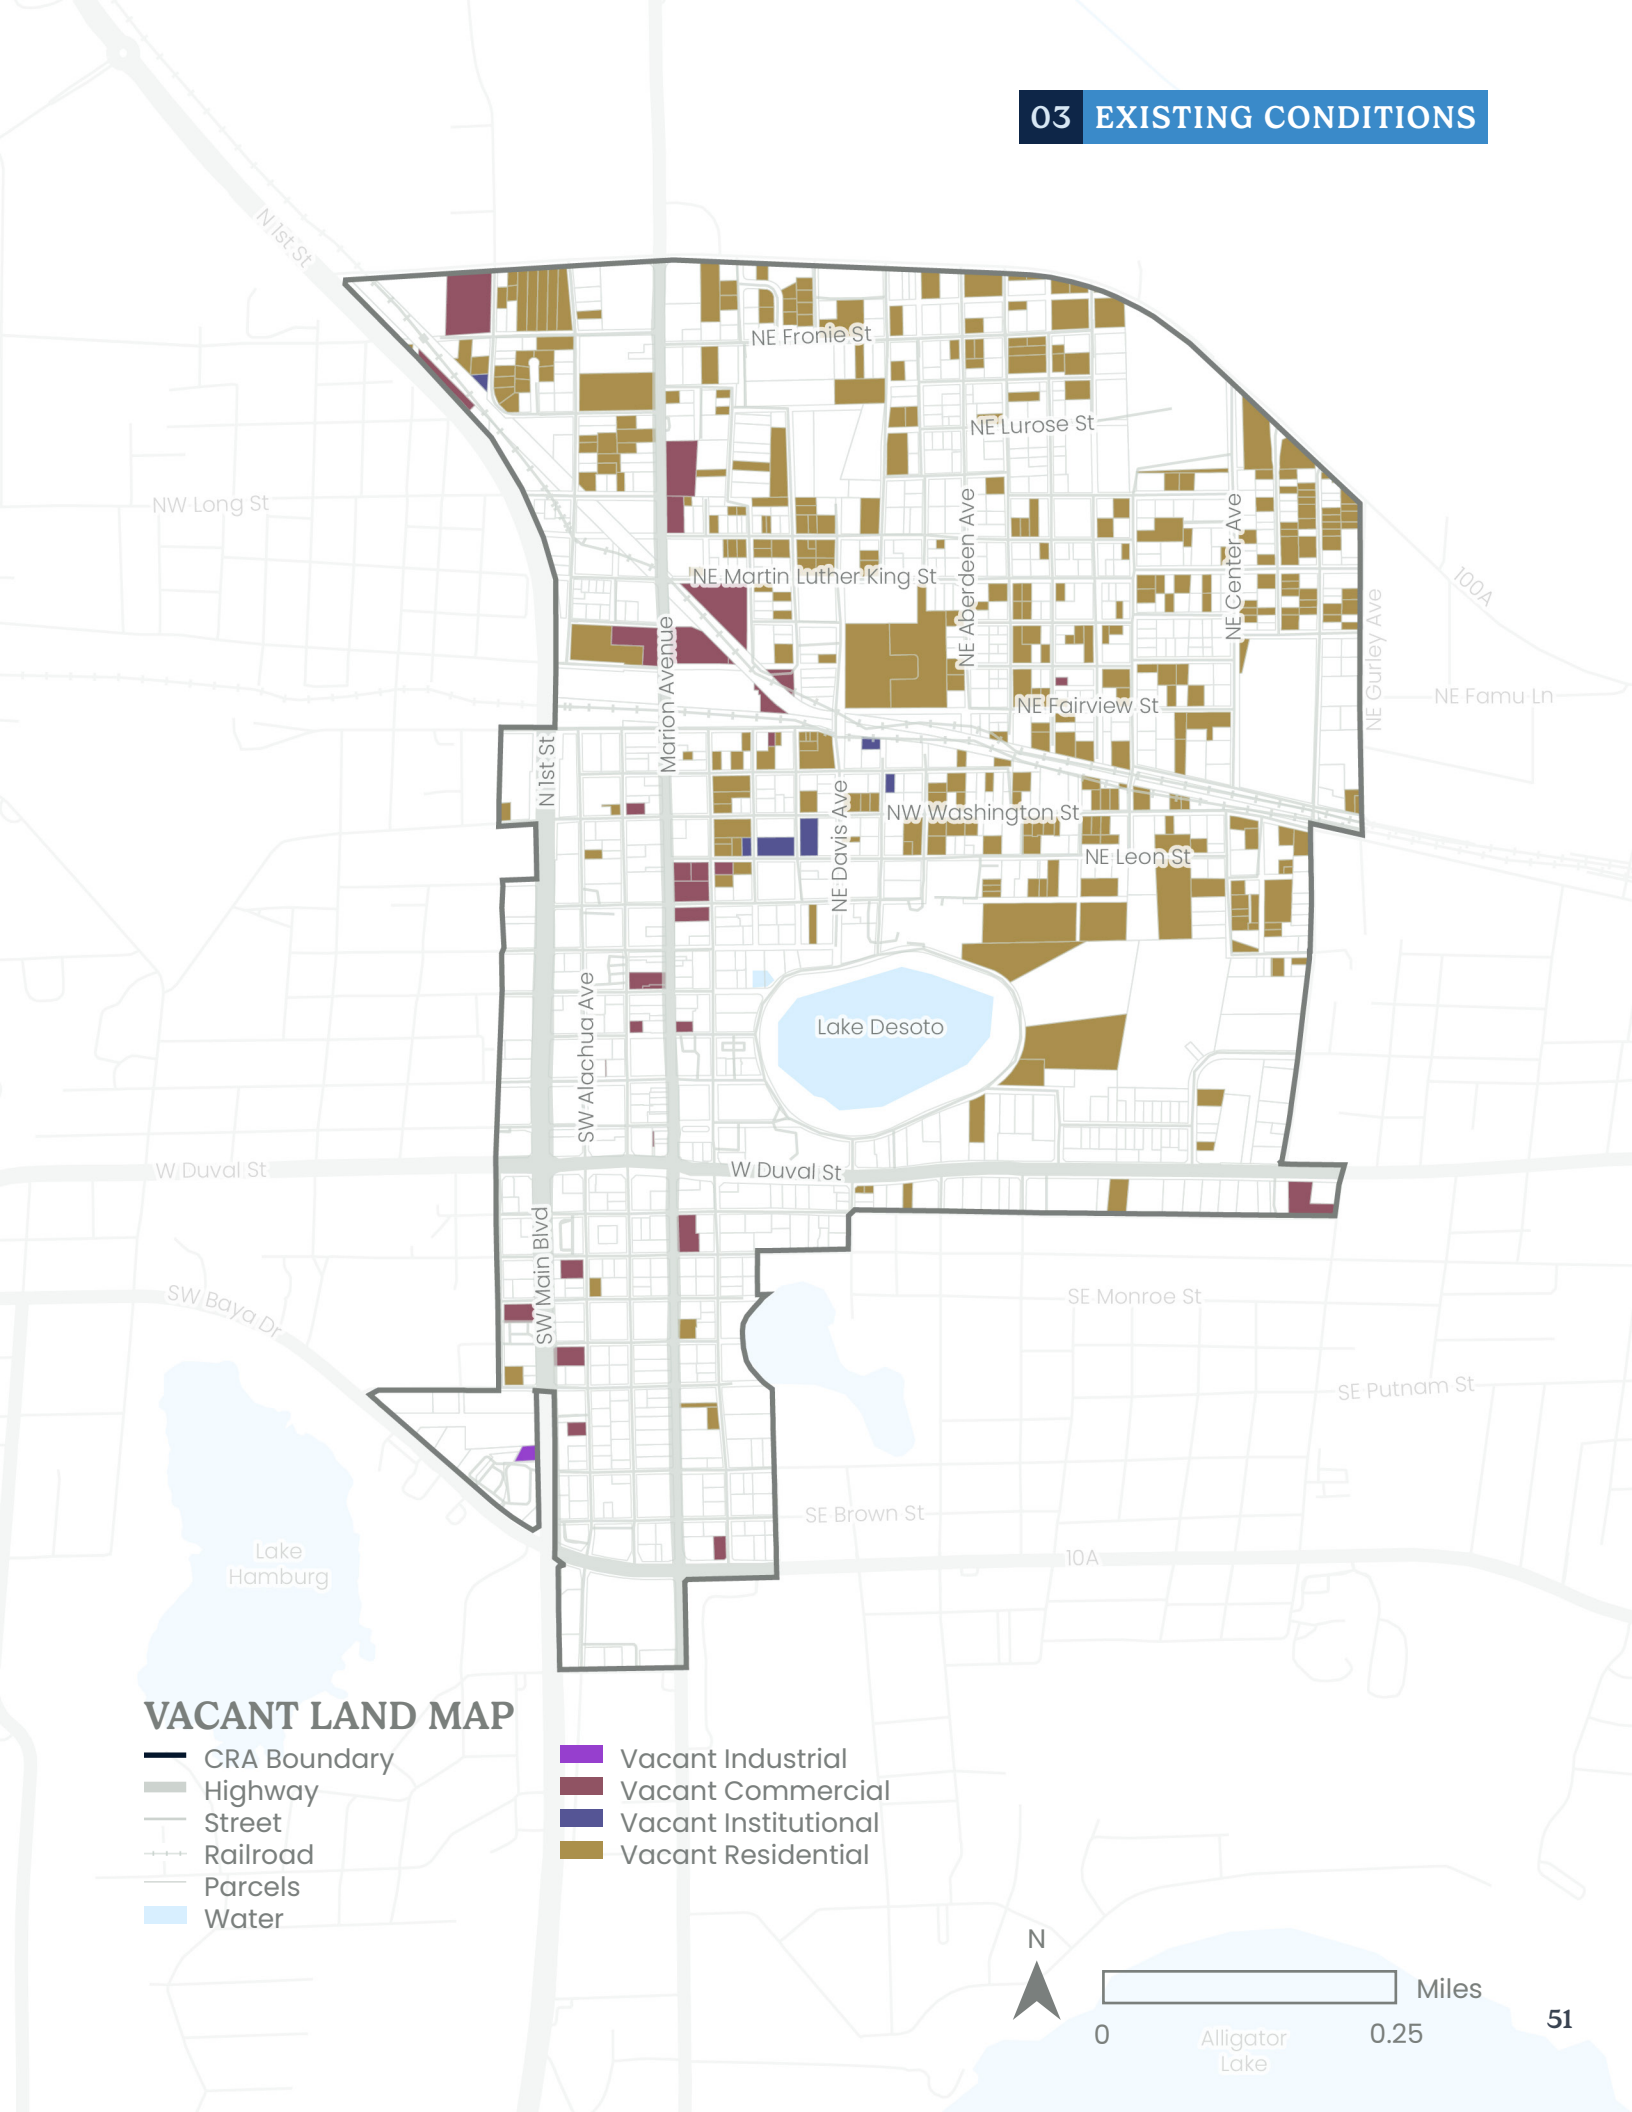 03 EXISTING CONDITIONS
N 1st St
NE Fronie St
NE Lurose St
NW Long St
NE Aberdeen Ave
NE Center Ave
NE Martin Luther King St
100A
NE Gurley Ave
Marion Avenue
NE Famu Ln
NE Fairview St
N 1st St
NE Davis Ave
NW Washington St
NE Leon St
SW Alachua Ave
Lake Desoto
W Duval St
W Duval St
SW Main Blvd
SW Baya Dr
SE Monroe St
SE Putnam St
SE Brown St
Lake
Hamburg
10A
VACANT LAND MAP
CRA Boundary
Highway
Street
Railroad
Parcels
Water
Vacant Industrial
Vacant Commercial
Vacant Institutional
Vacant Residential
N
Miles
0 0.25
Alligator
Lake
51